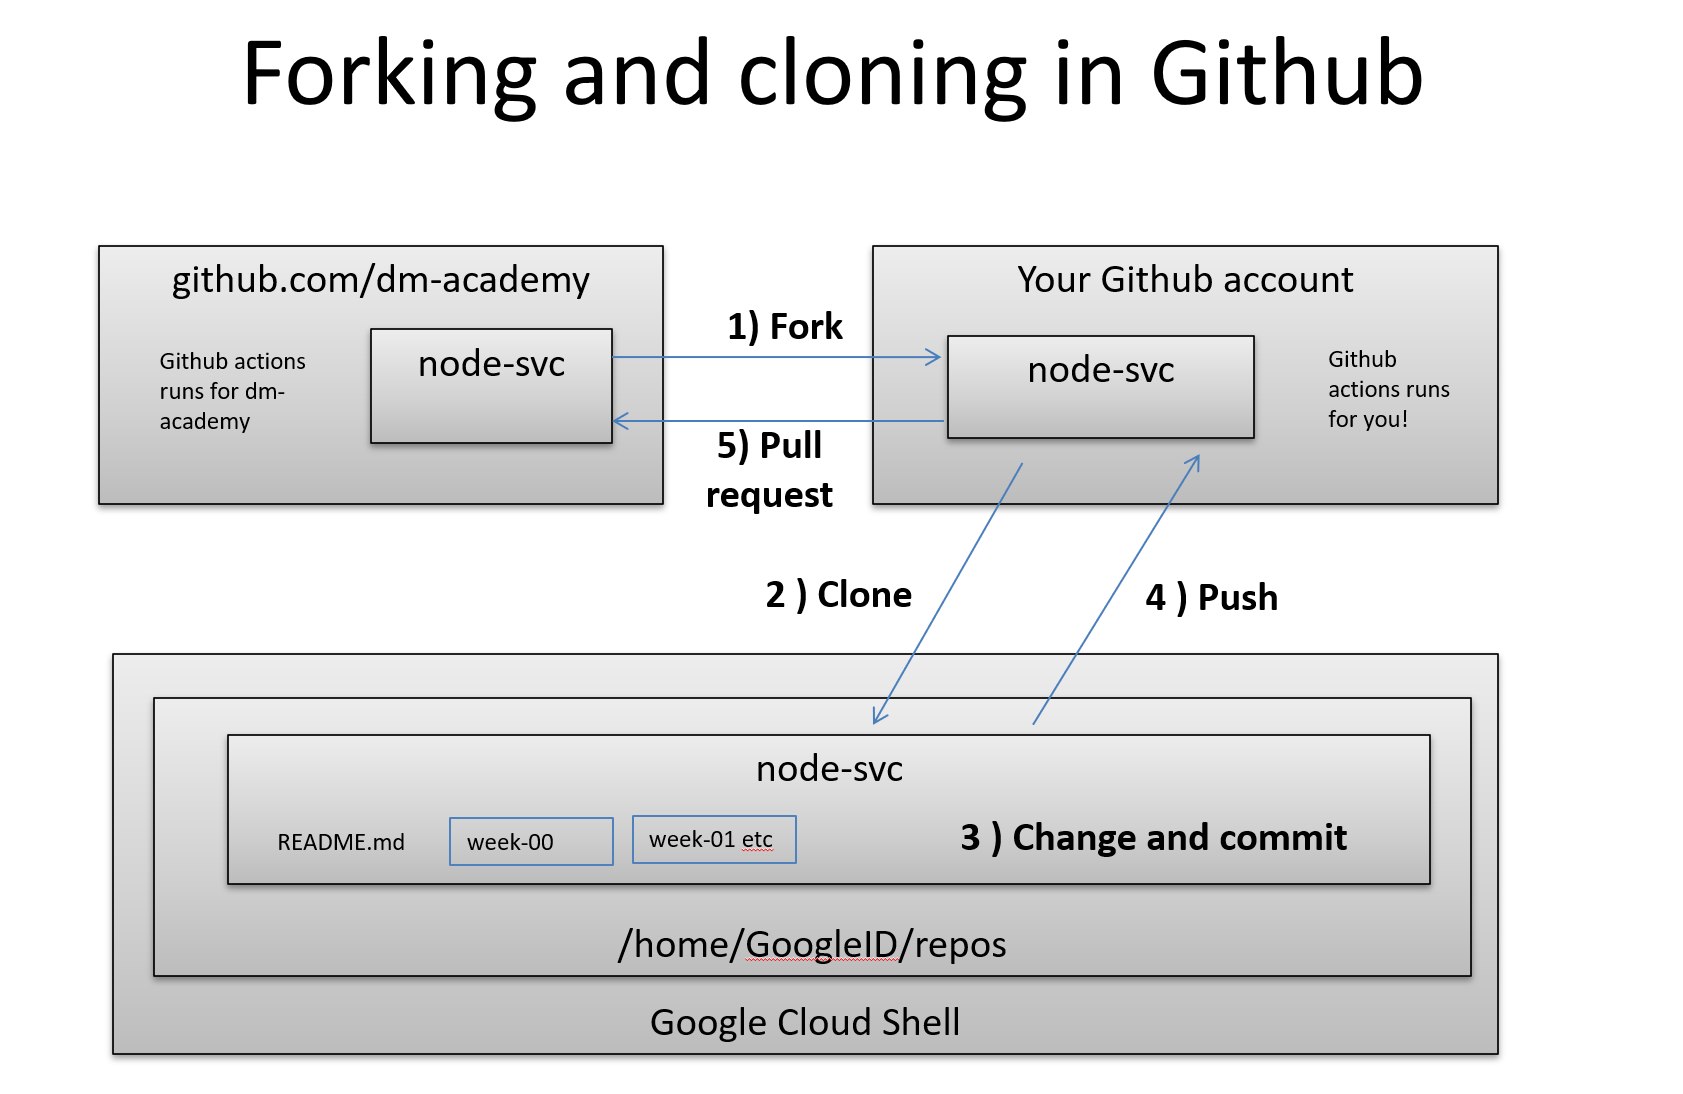 Forking and cloning in Github
github.com/dm-academy
Github actions
runs for dm-
academy
node-svc
1) Fork
5) Pull
request
Your Github account
node-svc
Github
actions runs
for you!
2 ) Clone
4 ) Push
node-svc
README.md
week-00
week-01 etc
3 ) Change and commit
/home/GoogleID/repos
Google Cloud Shell